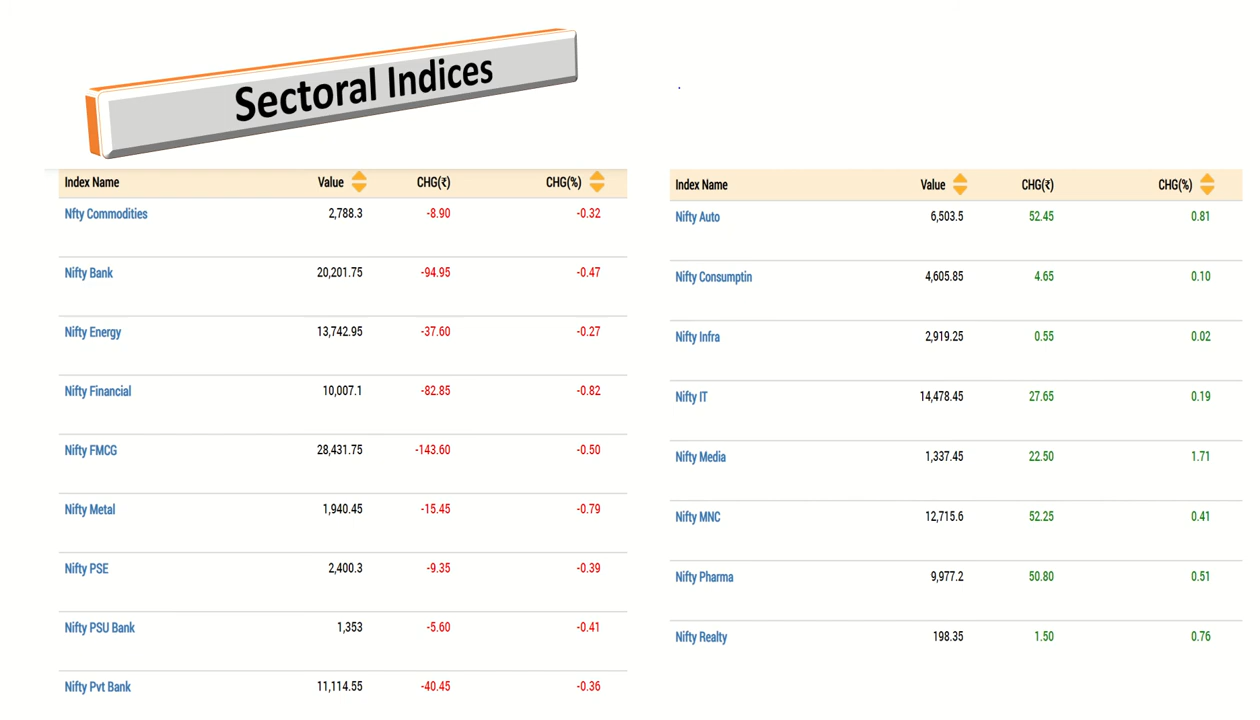 Sectoral Indices
Index Name Value CHG(₹) CHG(%)
Nfty Commodities 2,788.3 -8.90 -0.32
Nifty Bank 20,201.75 -94.95 -0.47
Nifty Energy 13,742.95 -37.60 -0.27
Nifty Financial 10,007.1 -82.85 -0.82
Nifty FMCG 28,431.75 -143.60 -0.50
Nifty Metal 1,940.45 -15.45 -0.79
Nifty PSE 2,400.3 -9.35 -0.39
Nifty PSU Bank 1,353 -5.60 -0.41
Nifty Pvt Bank 11,114.55 -40.45 -0.36
Index Name Value CHG(₹) CHG(%)
Nifty Auto 6,503.5 52.45 0.81
Nifty Consumptin 4,605.85 4.65 0.10
Nifty Infra 2,919.25 0.55 0.02
Nifty IT 14,478.45 27.65 0.19
Nifty Media 1,337.45 22.50 1.71
Nifty MNC 12,715.6 52.25 0.41
Nifty Pharma 9,977.2 50.80 0.51
Nifty Realty 198.35 1.50 0.76